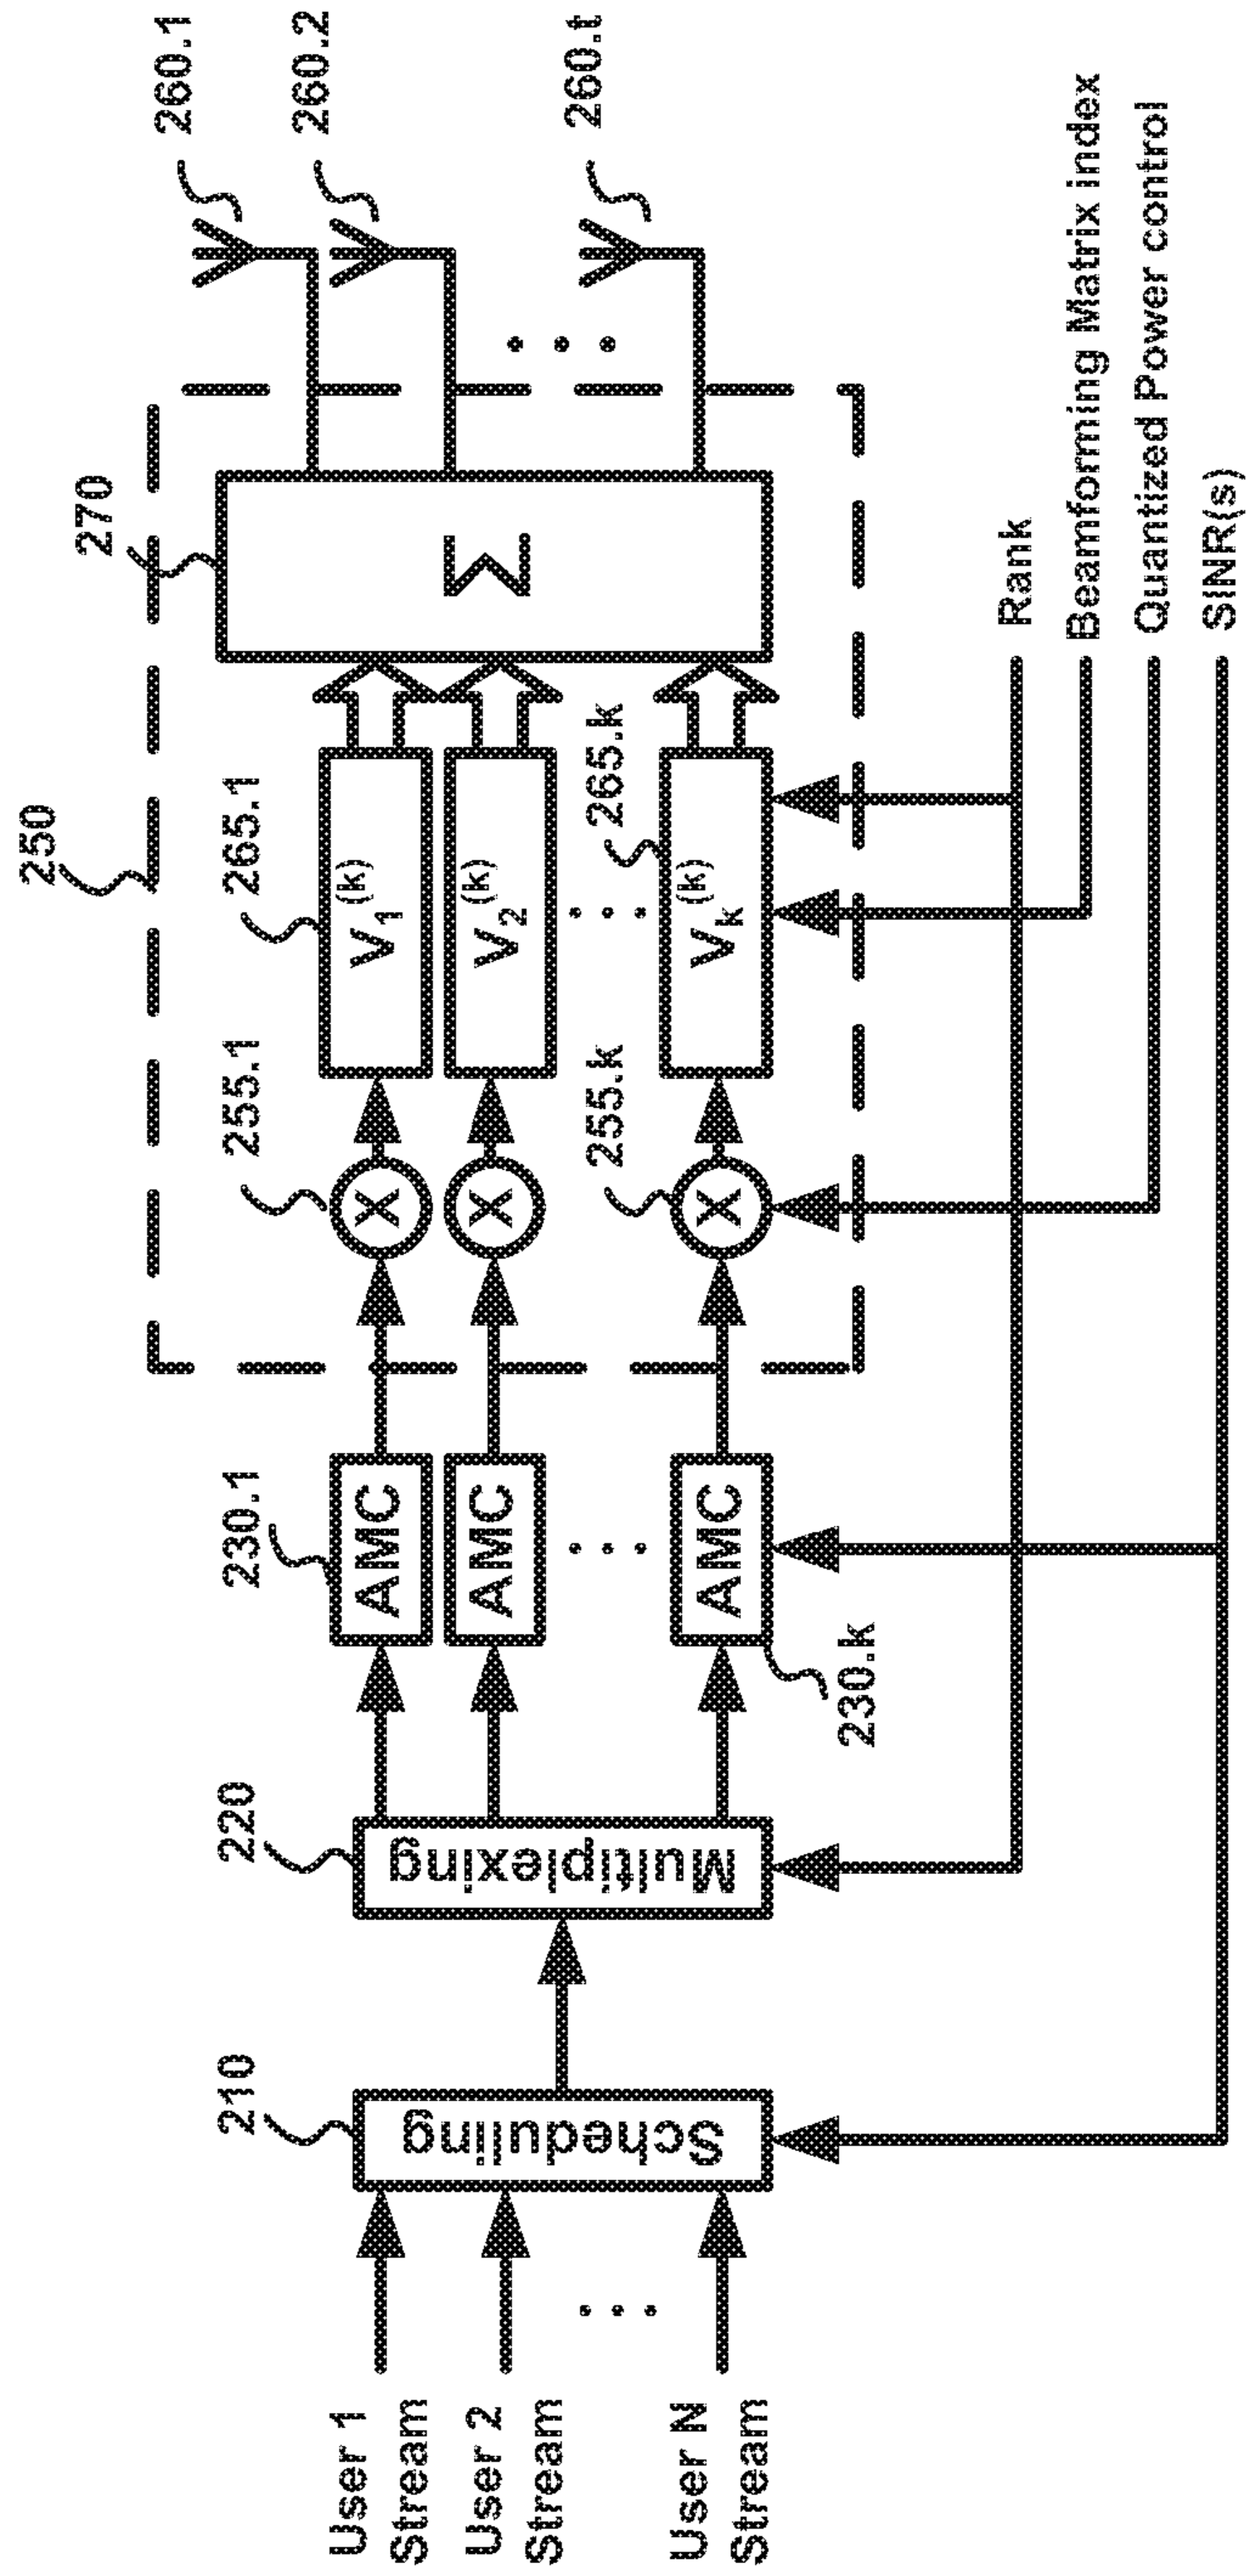 250
270
260.1
260.2
260.t
210
220
230.1
255.1
265.1
User 1
Stream
User 2
Stream
User N
Stream
Scheduling
Multiplexing
AMC
AMC
AMC
230.k
X
X
X
255.k
V1(k)
V2(k)
Vk(k)
265.k
Σ
Rank
Beamforming Matrix index
Quantized Power control
SINR(s)